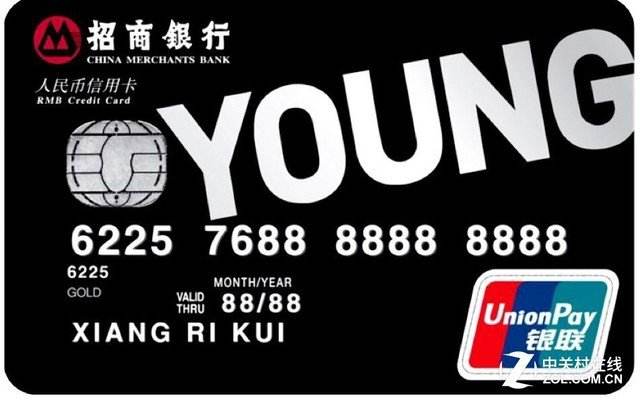 招商銀行
CHINA MERCHANTS BANK
人民币信用卡
RMB Credit Card
YOUNG
6225 7688 8888 8888
6225
GOLD
MONTH/YEAR
VALID THRU 88/88
XIANG RI KUI
UnionPay
银联
中关村在线
ZOL.COM.CN